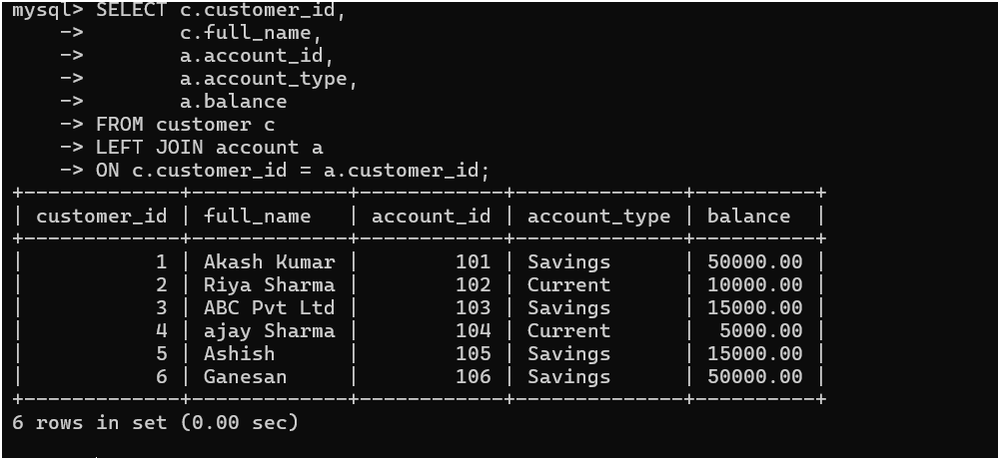 mysql> SELECT c.customer_id,
    ->        c.full_name,
    ->        a.account_id,
    ->        a.account_type,
    ->        a.balance
    -> FROM customer c
    -> LEFT JOIN account a
    -> ON c.customer_id = a.customer_id;
+-------------+-------------+------------+--------------+----------+
| customer_id | full_name   | account_id | account_type | balance  |
+-------------+-------------+------------+--------------+----------+
|           1 | Akash Kumar |        101 | Savings      | 50000.00 |
|           2 | Riya Sharma |        102 | Current      | 10000.00 |
|           3 | ABC Pvt Ltd |        103 | Savings      | 15000.00 |
|           4 | ajay Sharma |        104 | Current      |  5000.00 |
|           5 | Ashish      |        105 | Savings      | 15000.00 |
|           6 | Ganesan     |        106 | Savings      | 50000.00 |
+-------------+-------------+------------+--------------+----------+
6 rows in set (0.00 sec)